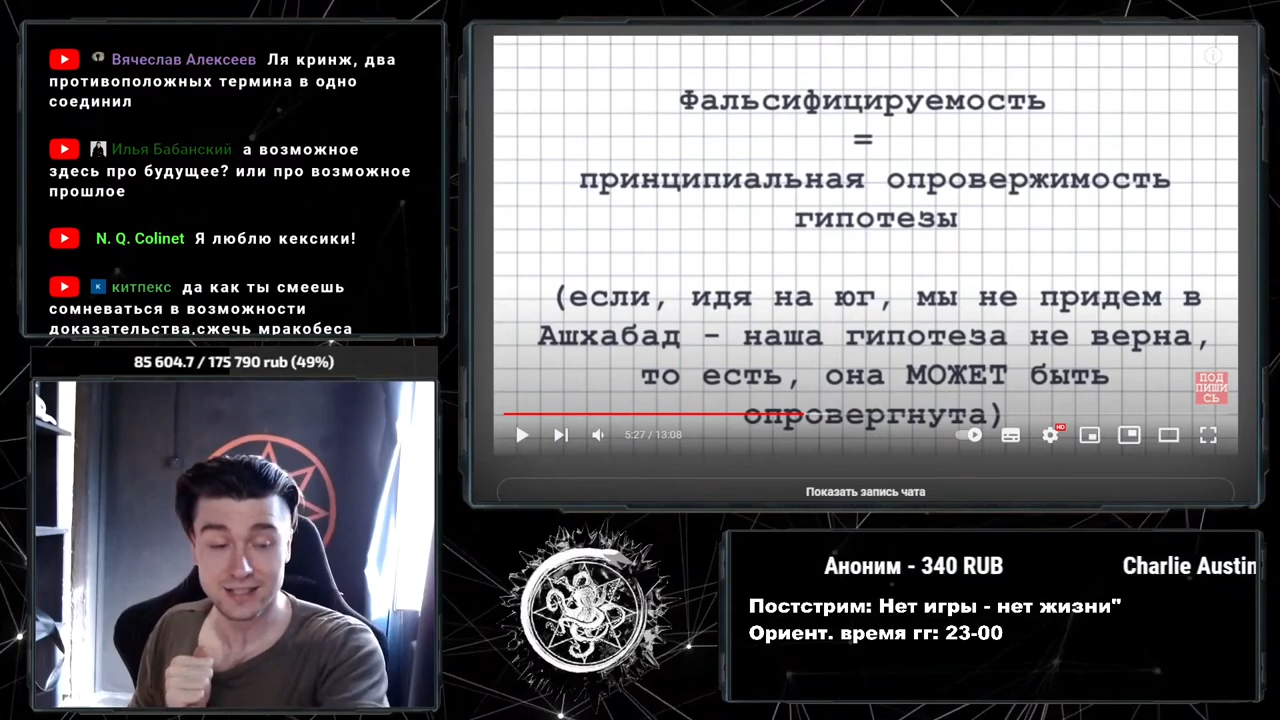 Вячеслав Алексеев Ля кринж, два
противоположных термина в одно
соединил
Илья Бабанский а возможное
здесь про будущее? или про возможное
прошлое
N. Q. Colinet Я люблю кексики!
К китпекс да как ты смеешь
сомневаться в возможности
доказательства,сжечь мракобеса
85 604.7 / 175 790 rub (49%)
Фальсифицируемость
=
принципиальная опровержимость
гипотезы
(если, идя на юг, мы не придем в
Ашхабад - наша гипотеза не верна,
то есть, она МОЖЕТ быть
опровергнута)
ПОД
ПИШИ
СЬ
5:27 / 13:08
HD
Показать запись чата
Аноним - 340 RUB
Charlie Austin
Постстрим: Нет игры - нет жизни"
Ориент. время гг: 23-00